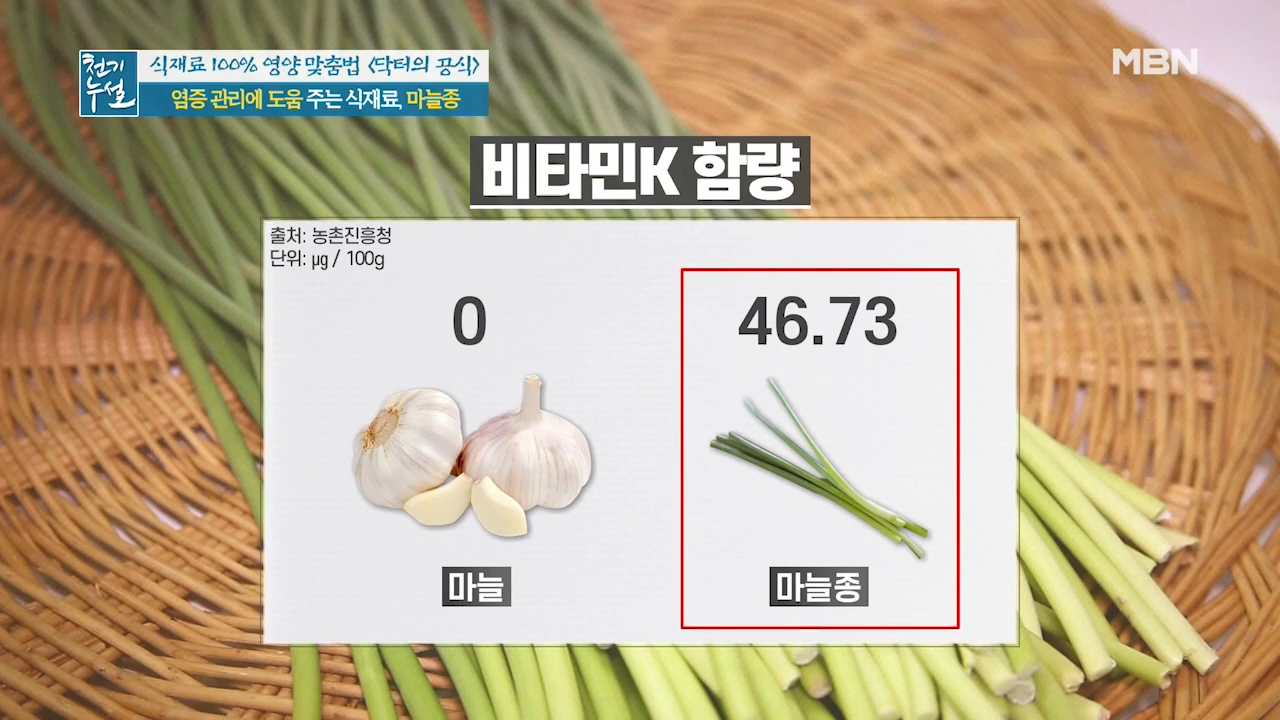 천기누설
식재료 100% 영양 맞춤법 <닥터의 공식>
염증 관리에 도움 주는 식재료, 마늘종
MBN
비타민K 함량
출처: 농촌진흥청
단위: μg / 100g
0
46.73
마늘
마늘종